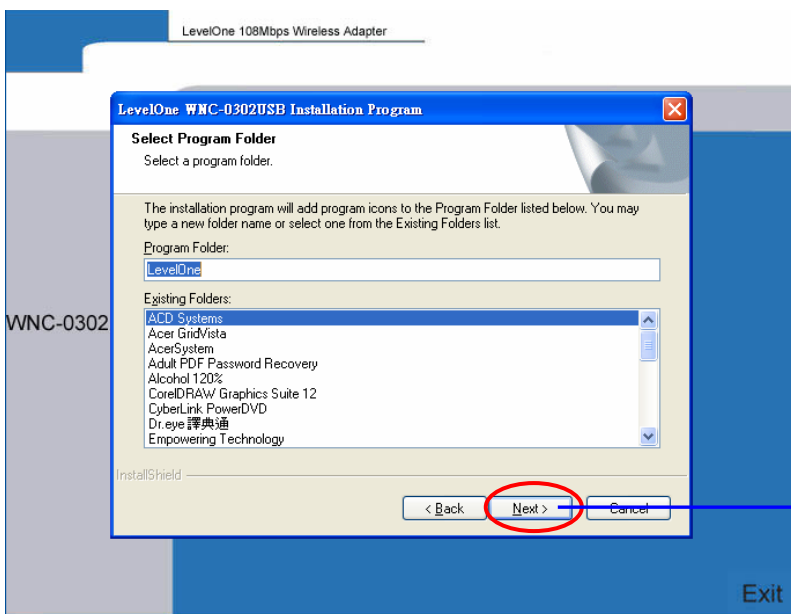 LevelOne 108Mbps Wireless Adapter
LevelOne WNC-0302USB Installation Program
Select Program Folder
Select a program folder.
The installation program will add program icons to the Program Folder listed below. You may
type a new folder name or select one from the Existing Folders list.
Program Folder:
LevelOne
Existing Folders:
ACD Systems
Acer GridVista
AcerSystem
Adult PDF Password Recovery
Alcohol 120%
CorelDRAW Graphics Suite 12
CyberLink PowerDVD
Dr.eye 譯典通
Empowering Technology
WNC-0302
InstallShield
< Back
Next >
Cancel
Exit